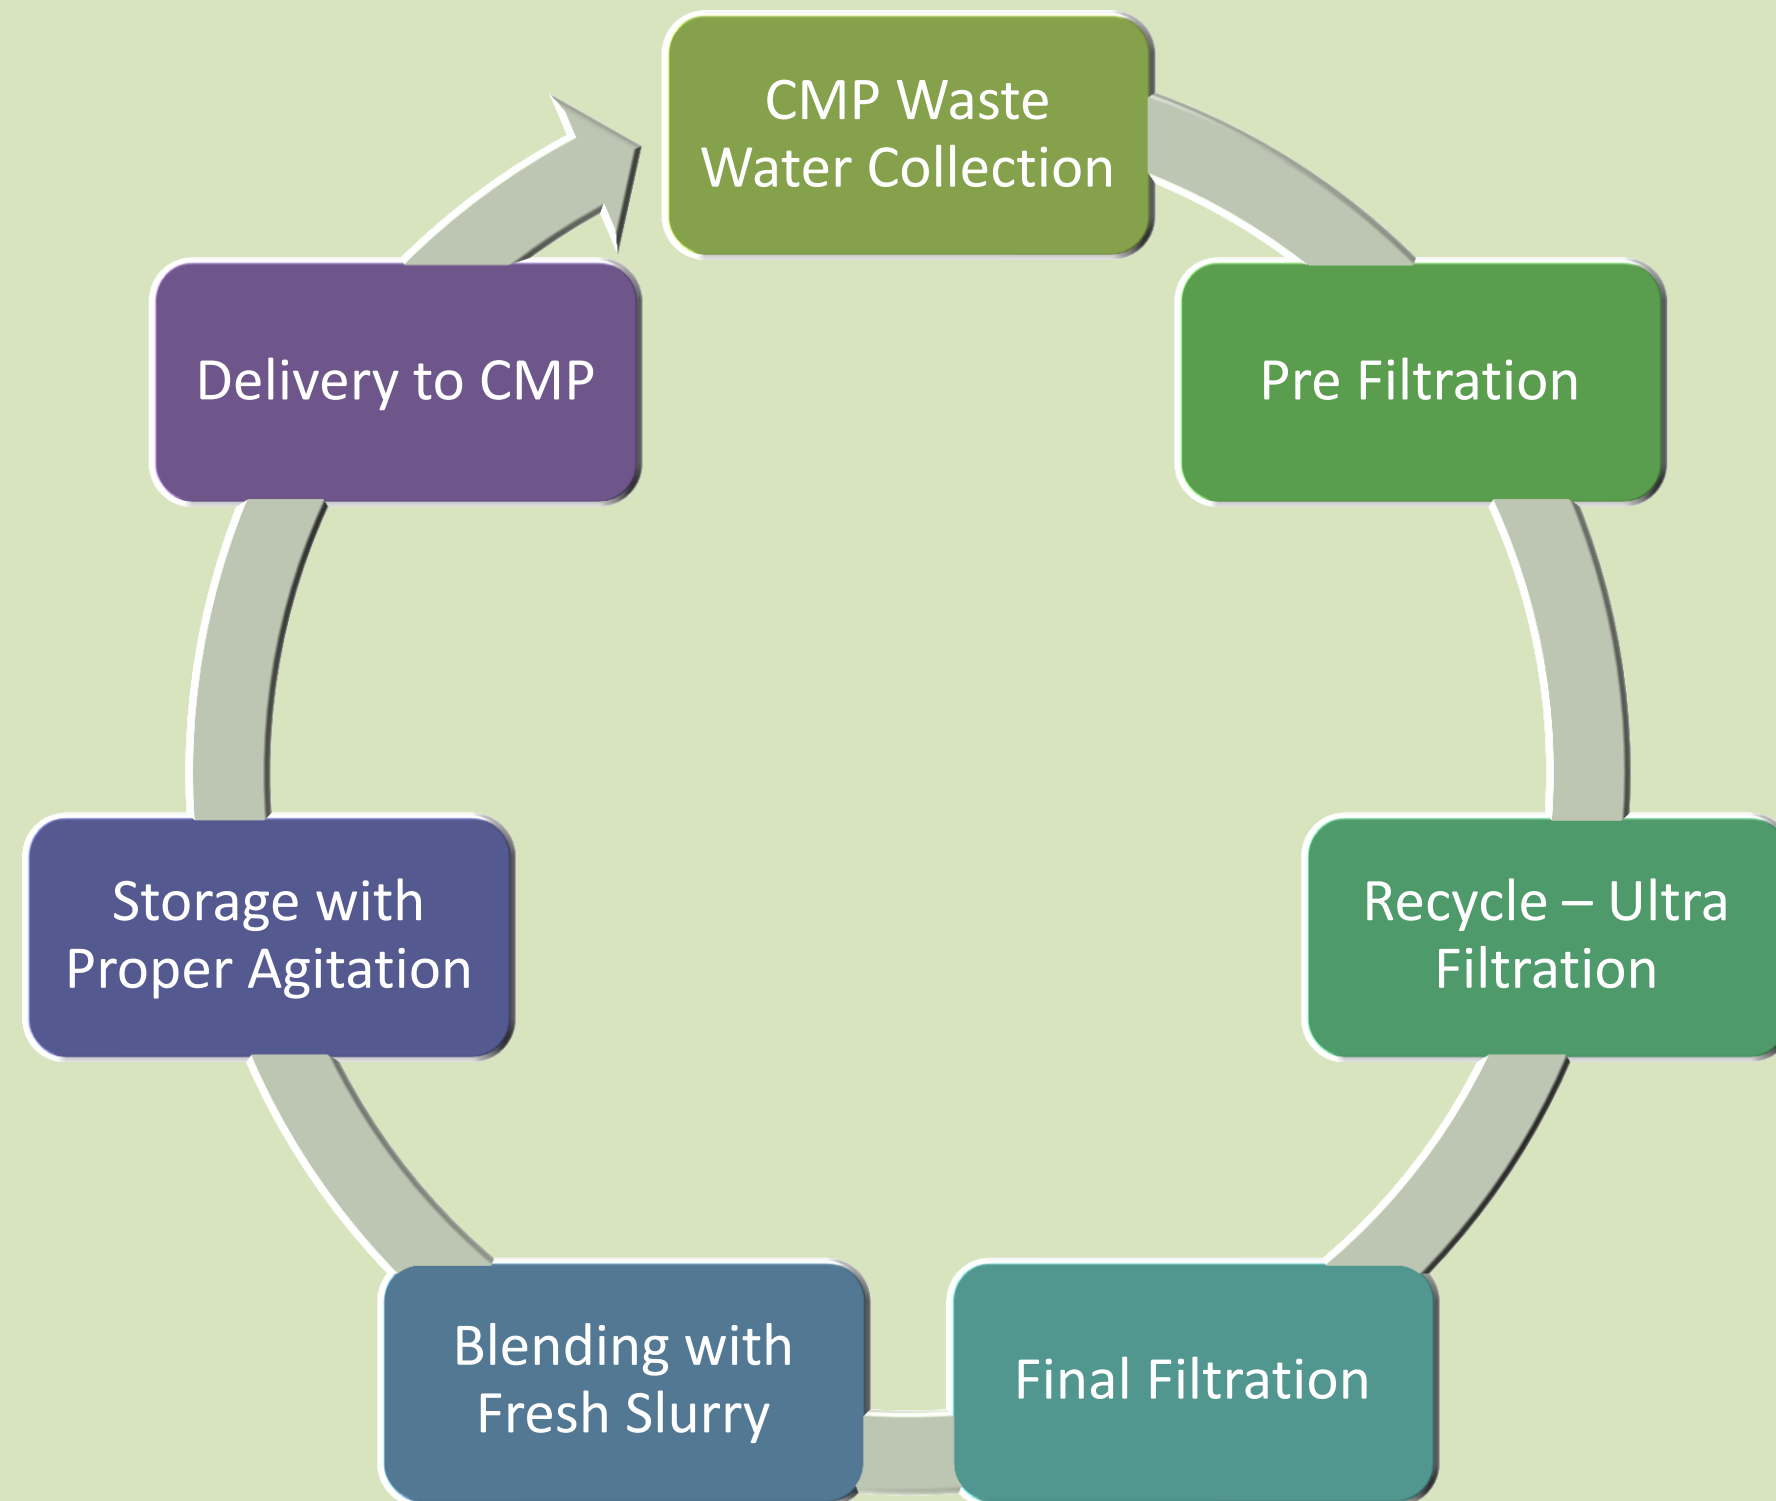 CMP Waste
Water Collection
Pre Filtration
Recycle – Ultra
Filtration
Final Filtration
Blending with
Fresh Slurry
Storage with
Proper Agitation
Delivery to CMP